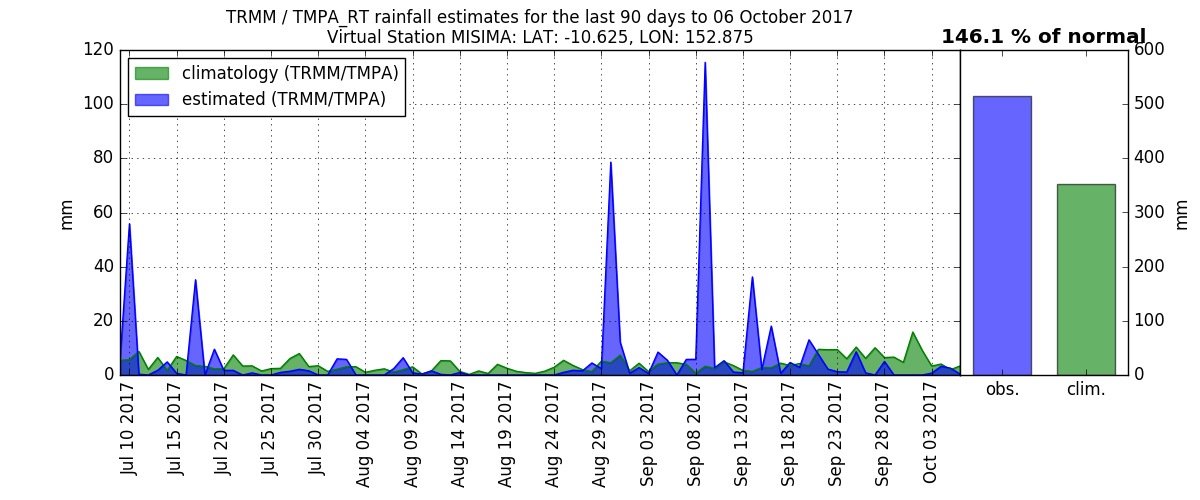 TRMM / TMPA_RT rainfall estimates for the last 90 days to 06 October 2017
Virtual Station MISIMA: LAT: -10.625, LON: 152.875
146.1 % of normal
climatology (TRMM/TMPA)
estimated (TRMM/TMPA)
120
100
80
60
40
20
0
mm
Jul 10 2017
Jul 15 2017
Jul 20 2017
Jul 25 2017
Jul 30 2017
Aug 04 2017
Aug 09 2017
Aug 14 2017
Aug 19 2017
Aug 24 2017
Aug 29 2017
Sep 03 2017
Sep 08 2017
Sep 13 2017
Sep 18 2017
Sep 23 2017
Sep 28 2017
Oct 03 2017
obs.
clim.
600
500
400
300
200
100
0
mm